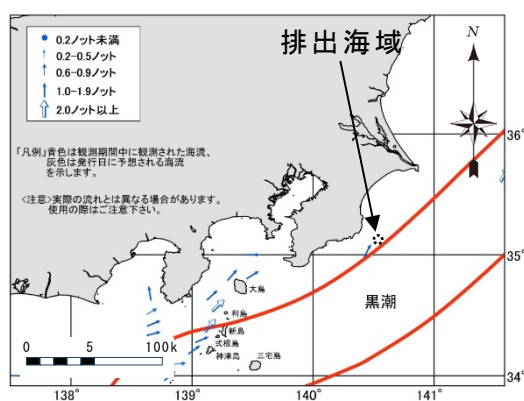 排出海域
N
0.2ノット未満
0.2-0.5ノット
0.6-0.9ノット
1.0-1.9ノット
2.0ノット以上
「凡例」青色は観測期間中に観測された海流、
灰色は発行日に予想される海流
を示します。
<注意>実際の流れとは異なる場合があります。
使用の際はご注意下さい。
36°
35°
大島
利島
新島
式根島
神津島
三宅島
黒潮
0 5 100k
34°
138° 139° 140° 141°